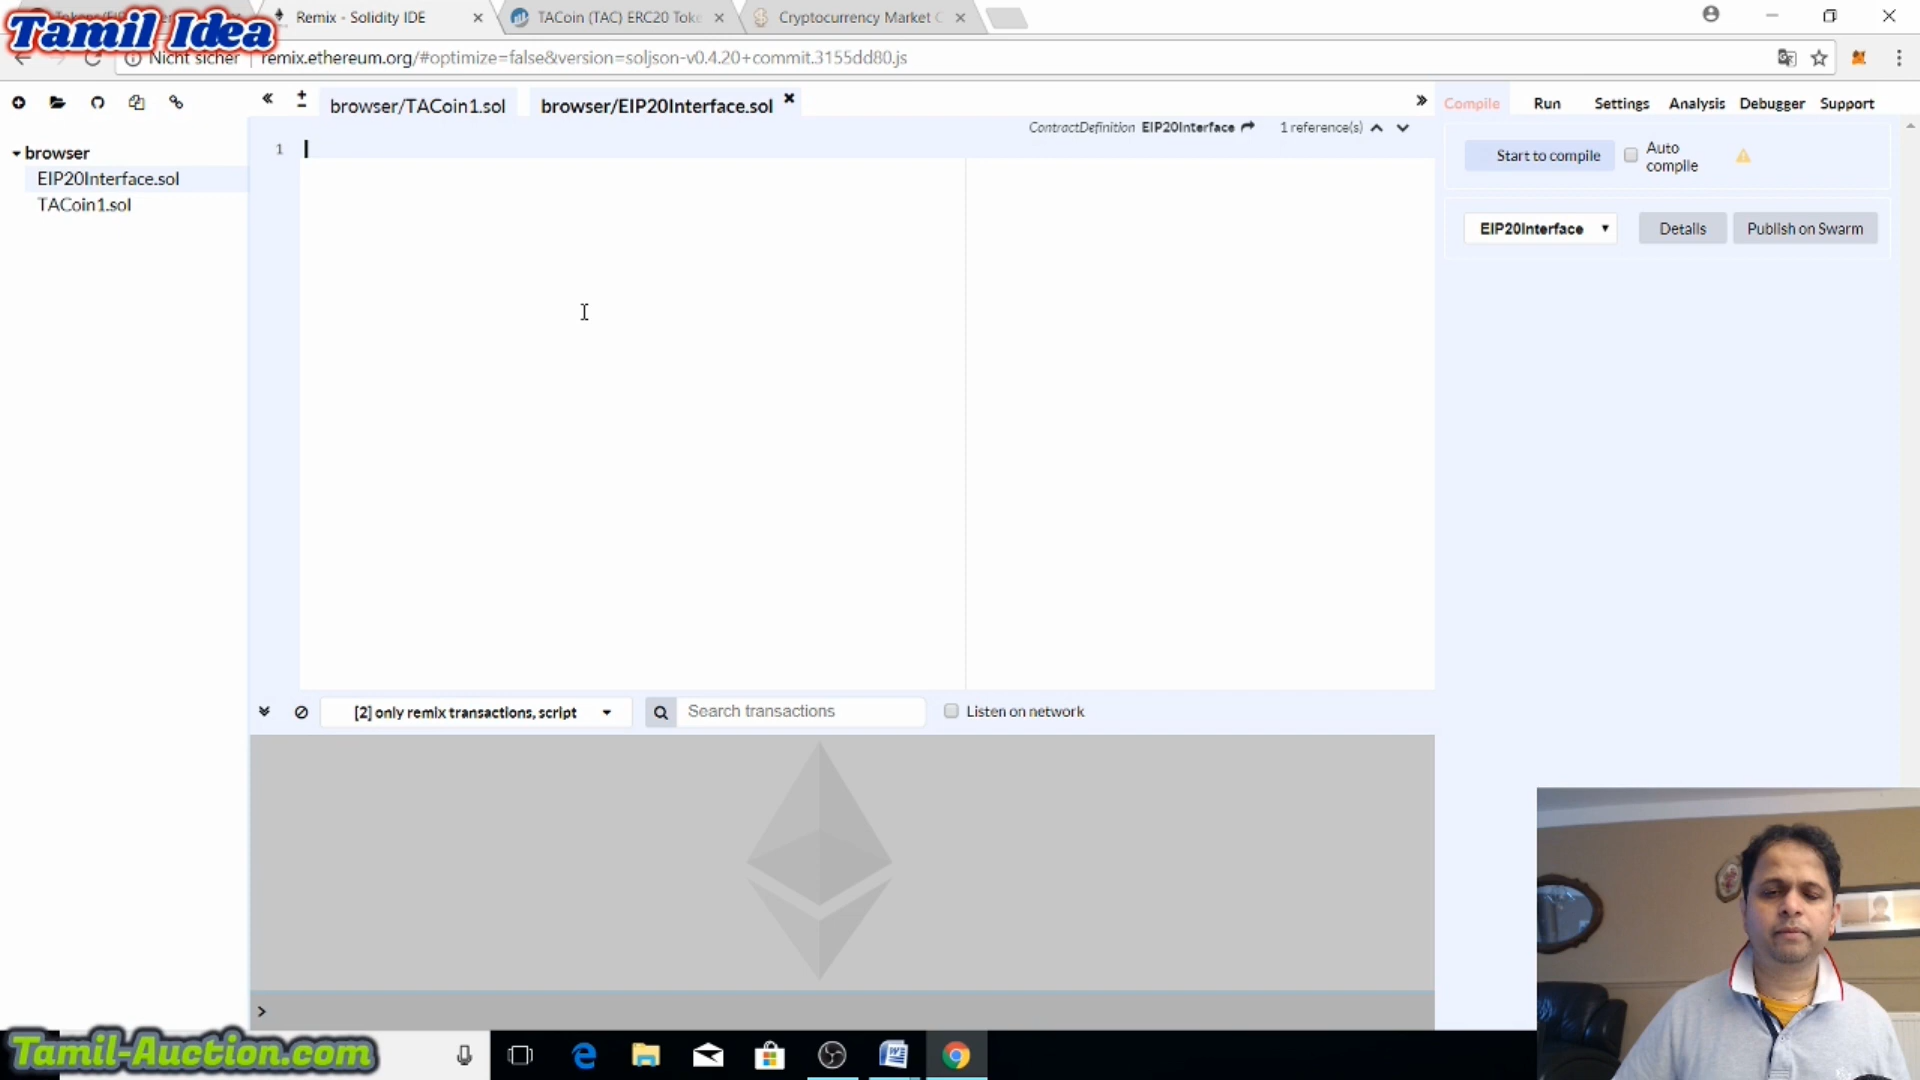 Tamil Idea
Remix - Solidity IDE
TACoin (TAC) ERC20 Toke
Cryptocurrency Market C
Nicht sicher
remix.ethereum.org/#optimize=false&version=soljson-v0.4.20+commit.3155dd80.js
browser/TACoin1.sol
browser/EIP20Interface.sol
Compile
Run
Settings
Analysis
Debugger
Support
ContractDefinition EIP20Interface
1 reference(s)
browser
EIP20Interface.sol
TACoin1.sol
1
Start to compile
Auto
compile
EIP20Interface
Details
Publish on Swarm
[2] only remix transactions, script
Search transactions
Listen on network
>
Tamil-Auction.com